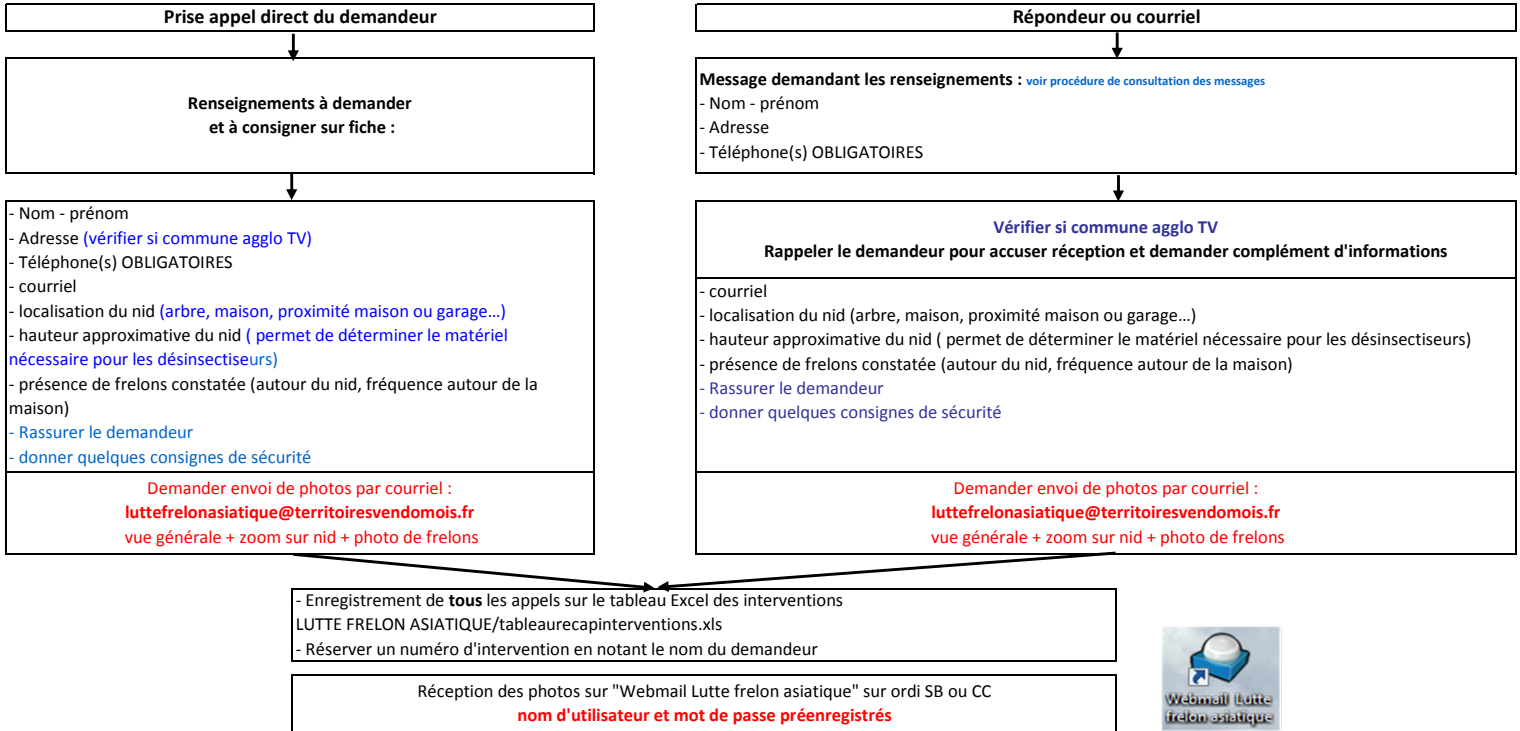 Prise appel direct du demandeur
Renseignements à demander
et à consigner sur fiche :
- Nom - prénom
- Adresse (vérifier si commune agglo TV)
- Téléphone(s) OBLIGATOIRES
- courriel
- localisation du nid (arbre, maison, proximité maison ou garage…)
- hauteur approximative du nid ( permet de déterminer le matériel
nécessaire pour les désinsectiseurs)
- présence de frelons constatée (autour du nid, fréquence autour de la
maison)
- Rassurer le demandeur
- donner quelques consignes de sécurité
Demander envoi de photos par courriel :
luttefrelonasiatique@territoiresvendomois.fr
vue générale + zoom sur nid + photo de frelons
Répondeur ou courriel
Message demandant les renseignements : voir procédure de consultation des messages
- Nom - prénom
- Adresse
- Téléphone(s) OBLIGATOIRES
Vérifier si commune agglo TV
Rappeler le demandeur pour accuser réception et demander complément d'informations
- courriel
- localisation du nid (arbre, maison, proximité maison ou garage…)
- hauteur approximative du nid ( permet de déterminer le matériel nécessaire pour les désinsectiseurs)
- présence de frelons constatée (autour du nid, fréquence autour de la maison)
- Rassurer le demandeur
- donner quelques consignes de sécurité
Demander envoi de photos par courriel :
luttefrelonasiatique@territoiresvendomois.fr
vue générale + zoom sur nid + photo de frelons
- Enregistrement de tous les appels sur le tableau Excel des interventions
LUTTE FRELON ASIATIQUE/tableaurecapinterventions.xls
- Réserver un numéro d'intervention en notant le nom du demandeur
Réception des photos sur "Webmail Lutte frelon asiatique" sur ordi SB ou CC
nom d'utilisateur et mot de passe préenregistrés
Webmail Lutte
frelon asiatique